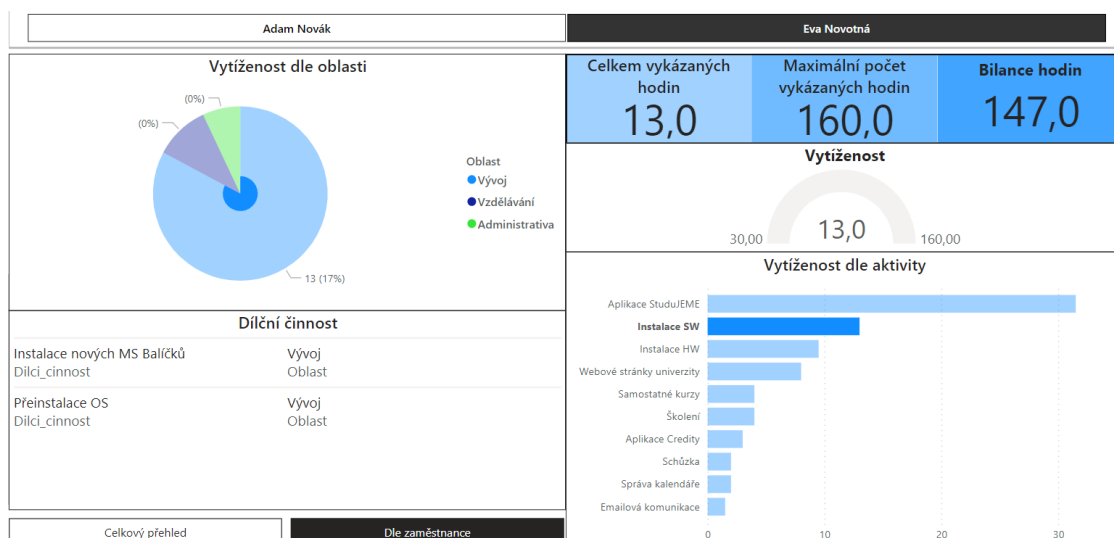 Adam Novák
Eva Novotná
Vytíženost dle oblasti
(0%)
(0%)
13 (17%)
Oblast
Vývoj
Vzdělávání
Administrativa
Celkem vykázaných
hodin
13,0
Maximální počet
vykázaných hodin
160,0
Bilance hodin
147,0
Vytíženost
13,0
30,00
160,00
Dílční činnost
Instalace nových MS Balíčků
Vývoj
Dilci_cinnost
Oblast
Přeinstalace OS
Vývoj
Dilci_cinnost
Oblast
Vytíženost dle aktivity
Aplikace StuduJEME
Instalace SW
Instalace HW
Webové stránky univerzity
Samostatné kurzy
Školení
Aplikace Credity
Schůzka
Správa kalendáře
Emailová komunikace
0
10
20
30
Celkový přehled
Dle zaměstnance